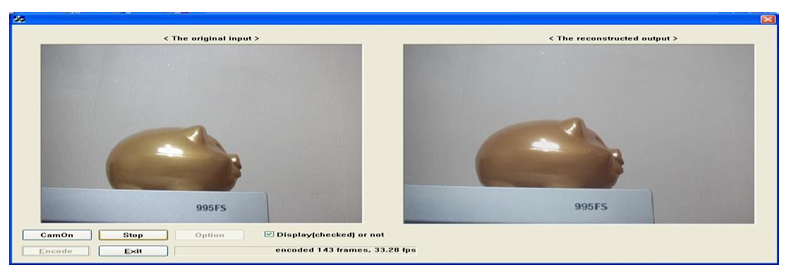 < The original input >
< The reconstructed output >
995FS
995FS
CamOn
Stop
Option
Display(checked) or not
Encode
Exit
encoded 143 frames, 33.28 fps